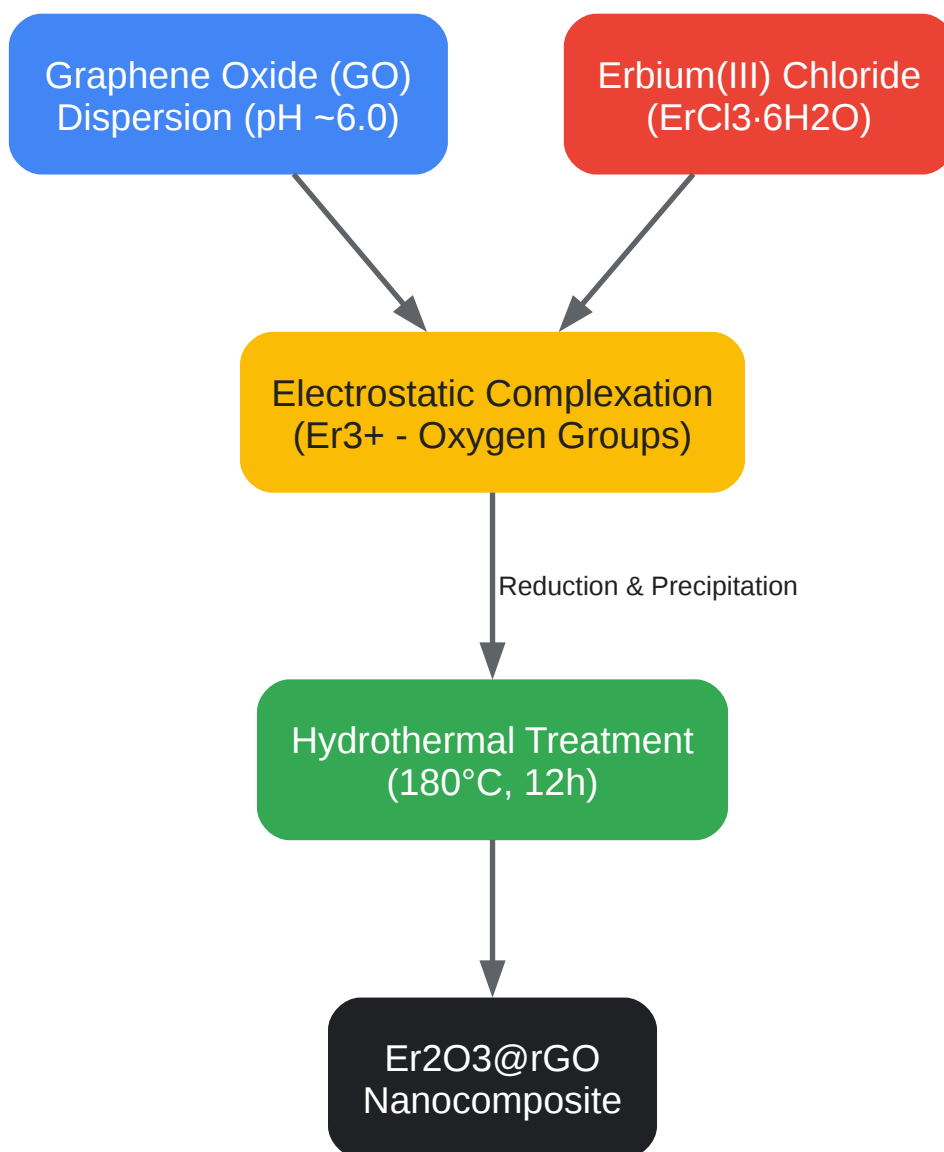 Graphene Oxide (GO)
Dispersion (pH ~6.0)
Erbium(III) Chloride
(ErCl3·6H2O)
Electrostatic Complexation
(Er3+ - Oxygen Groups)
Reduction & Precipitation
Hydrothermal Treatment
(180°C, 12h)
Er2O3@rGO
Nanocomposite